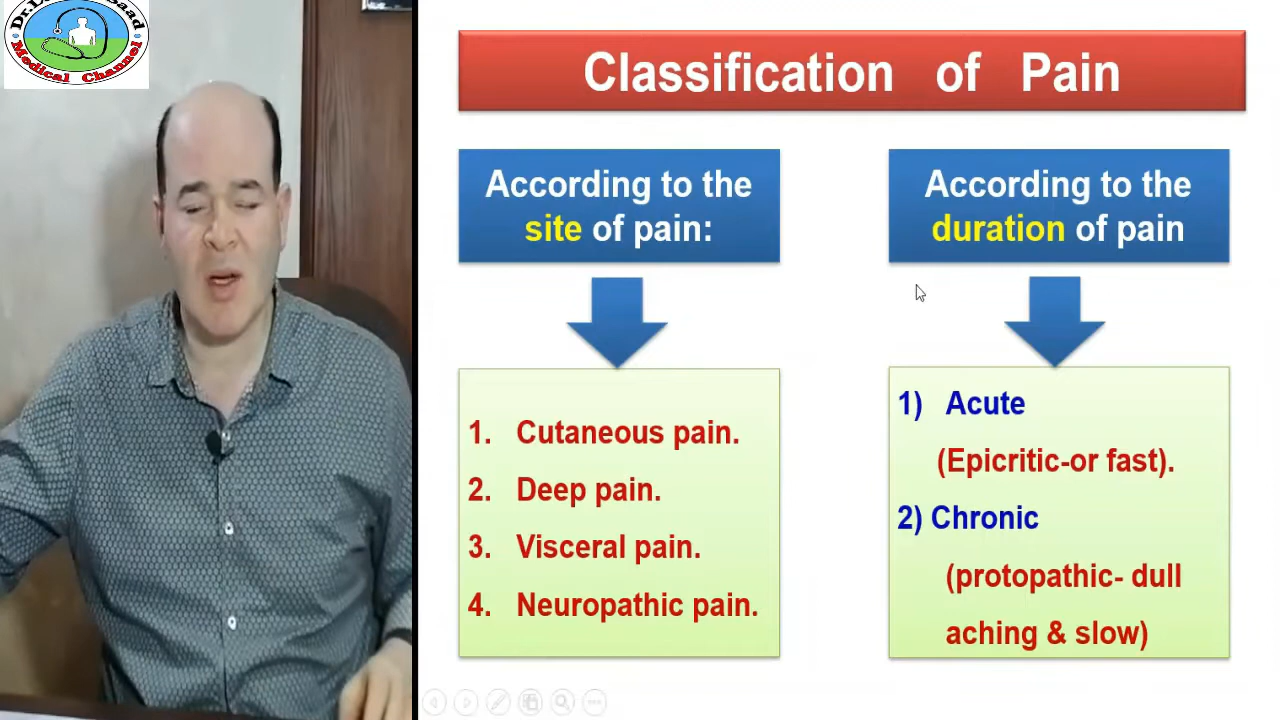 Saad
Medical Channel
Classification of Pain
According to the
site of pain:
According to the
duration of pain
1. Cutaneous pain.
2. Deep pain.
3. Visceral pain.
4. Neuropathic pain.
1) Acute
(Epicritic-or fast).
2) Chronic
(protopathic- dull
aching & slow)